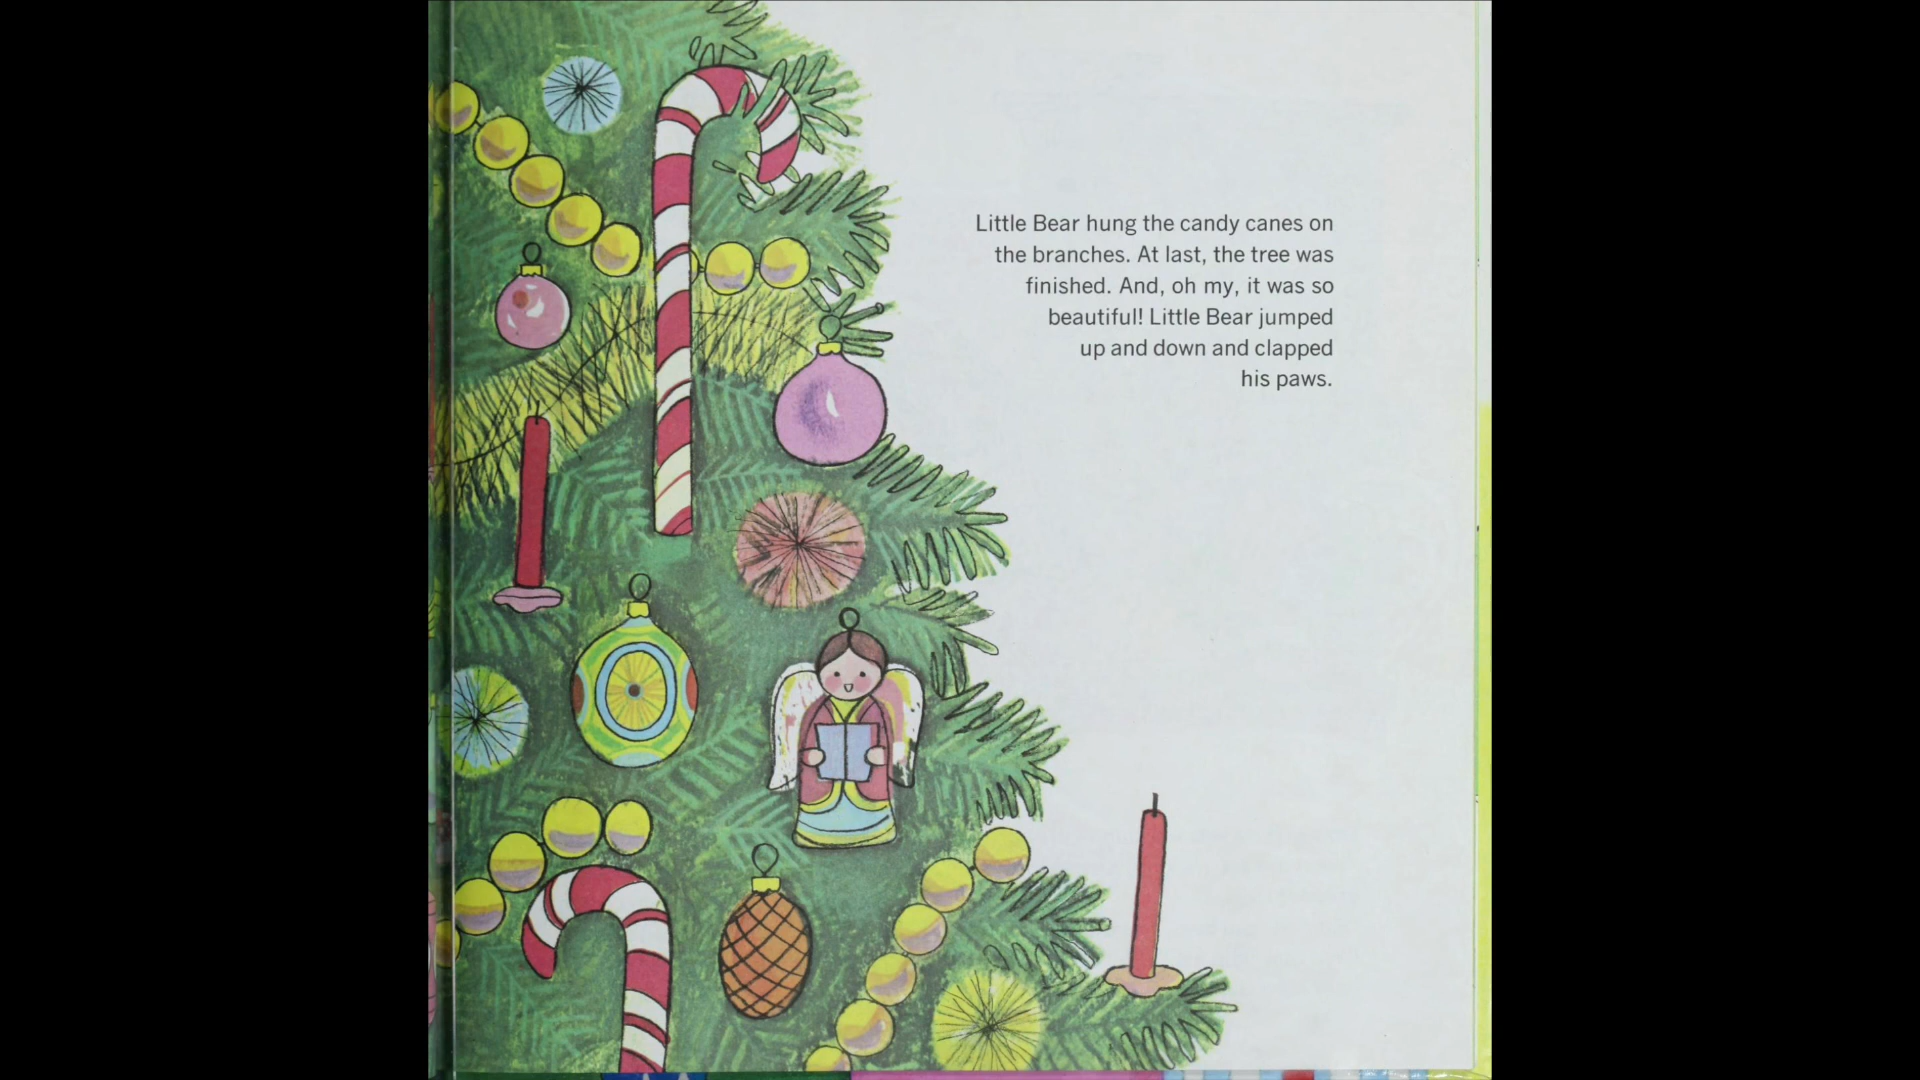 Little Bear hung the candy canes on
the branches. At last, the tree was
finished. And, oh my, it was so
beautiful! Little Bear jumped
up and down and clapped
his paws.